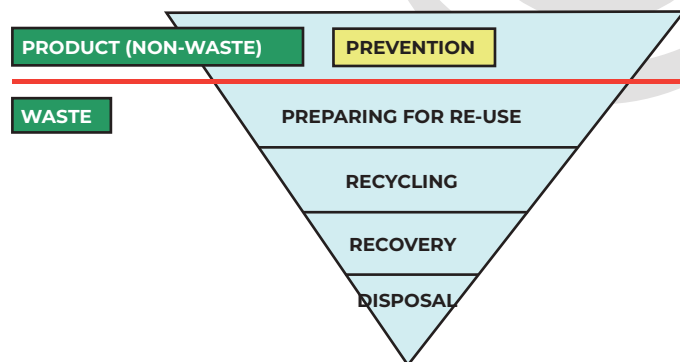 PRODUCT (NON-WASTE)
PREVENTION
WASTE
PREPARING FOR RE-USE
RECYCLING
RECOVERY
DISPOSAL